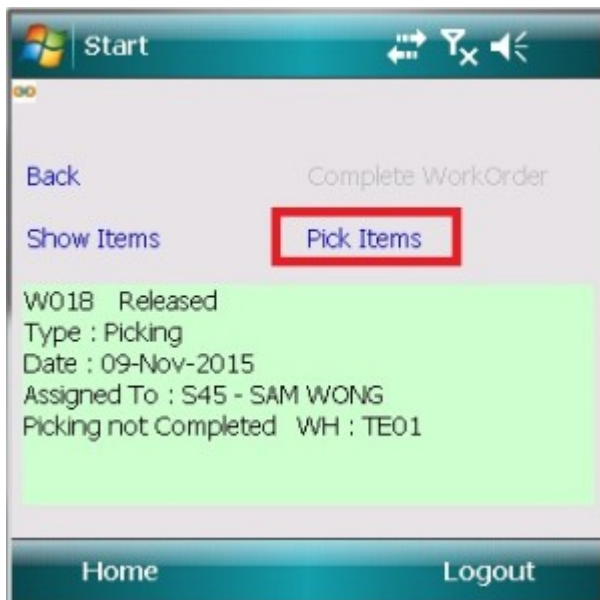 Start
Back Complete WorkOrder
Show Items Pick Items
W018 Released
Type : Picking
Date : 09-Nov-2015
Assigned To : S45 - SAM WONG
Picking not Completed WH : TE01
Home Logout